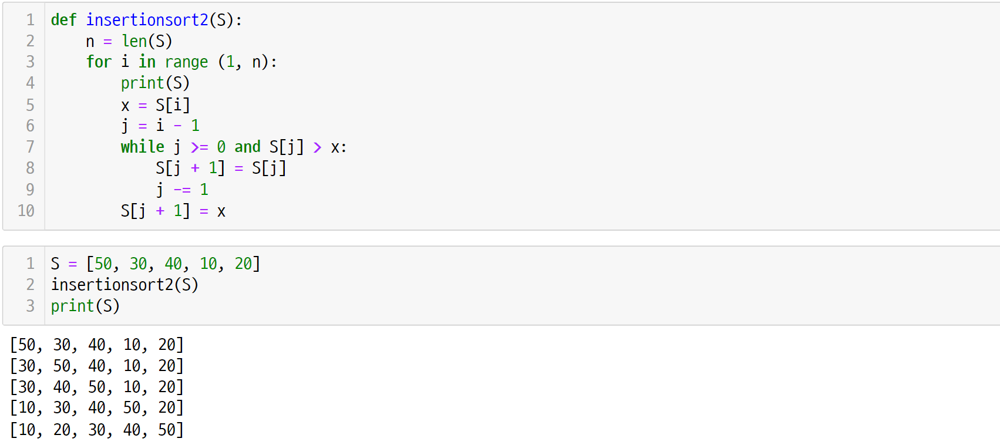 1 def insertionsort2(S):
2     n = len(S)
3     for i in range (1, n):
4         print(S)
5         x = S[i]
6         j = i - 1
7         while j >= 0 and S[j] > x:
8             S[j + 1] = S[j]
9             j -= 1
10         S[j + 1] = x
1 S = [50, 30, 40, 10, 20]
2 insertionsort2(S)
3 print(S)
[50, 30, 40, 10, 20]
[30, 50, 40, 10, 20]
[30, 40, 50, 10, 20]
[10, 30, 40, 50, 20]
[10, 20, 30, 40, 50]